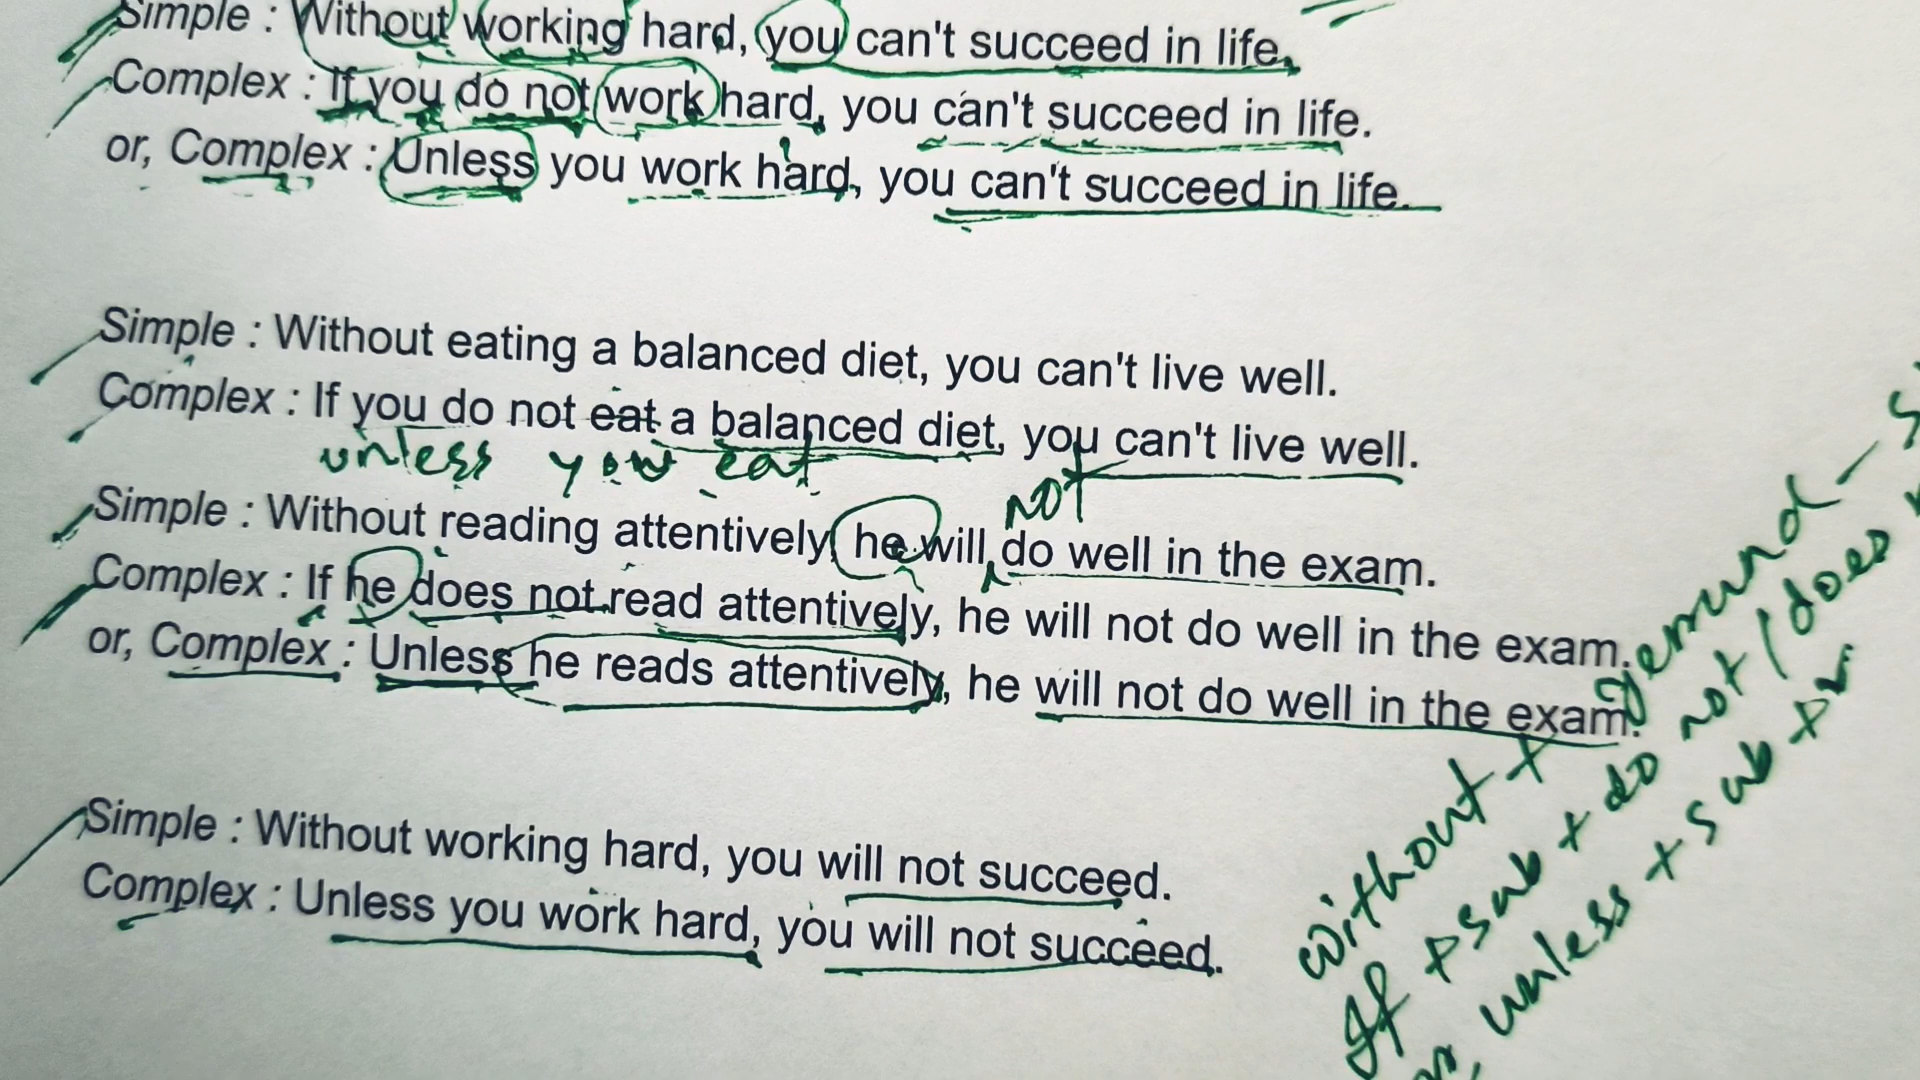 Simple : Without working hard, you can't succeed in life.
Complex : If you do not work hard, you can't succeed in life.
or, Complex : Unless you work hard, you can't succeed in life.
Simple : Without eating a balanced diet, you can't live well.
Complex : If you do not eat a balanced diet, you can't live well.
unless you eat
not
Simple : Without reading attentively he will do well in the exam.
Complex : If he does not read attentively, he will not do well in the exam.
or, Complex : Unless he reads attentively, he will not do well in the exam.
Simple : Without working hard, you will not succeed.
Complex : Unless you work hard, you will not succeed.
without + gerund -
If + sub + do not / does
or, unless + sub +